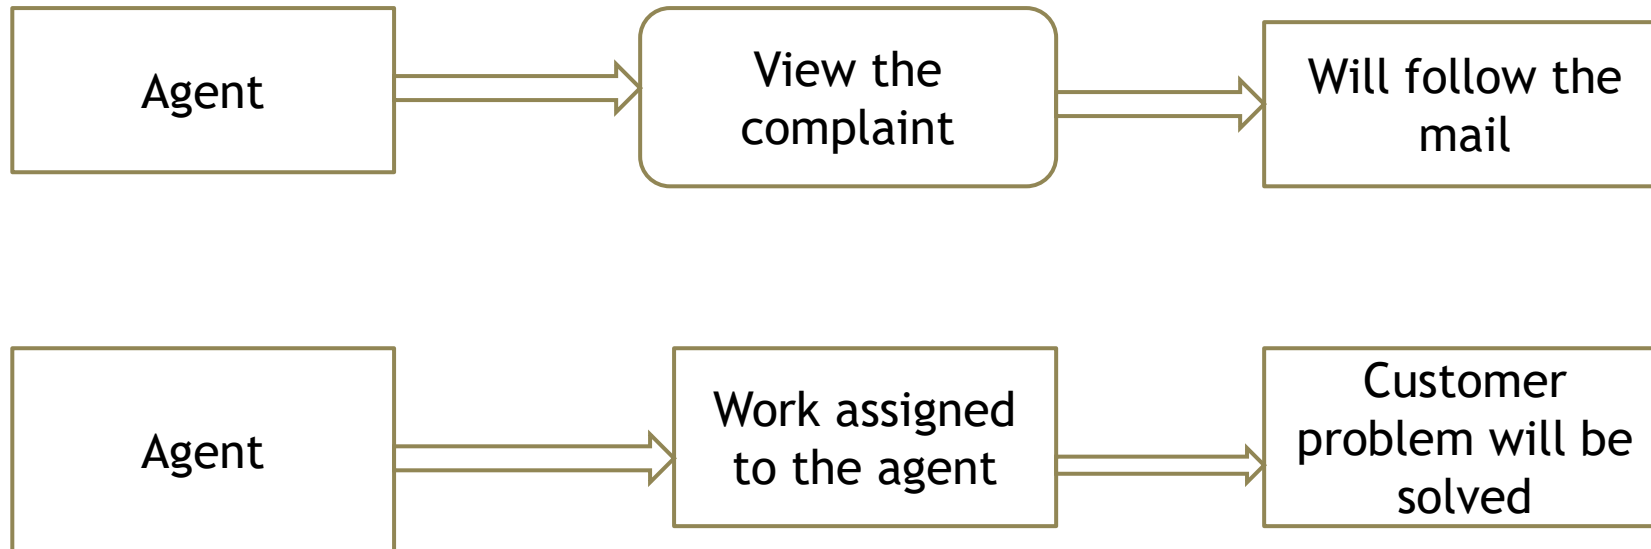 Agent
View the
complaint
Will follow the
mail
Agent
Work assigned
to the agent
Customer
problem will be
solved